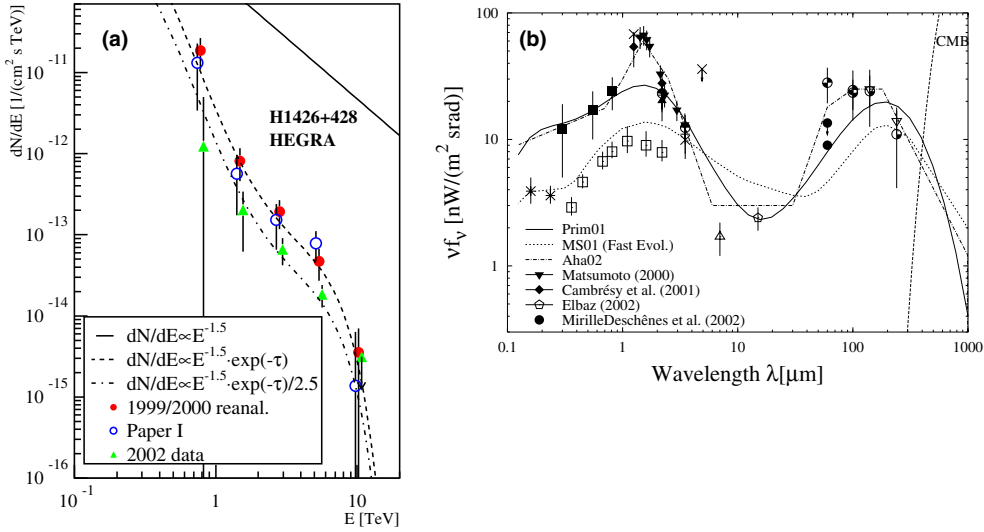 (a)
dN/dE [1/(cm² s TeV)]
10⁻¹¹
10⁻¹²
10⁻¹³
10⁻¹⁴
10⁻¹⁵
10⁻¹⁶
H1426+428
HEGRA
dN/dE∝E⁻¹·⁵
dN/dE∝E⁻¹·⁵·exp(-τ)
dN/dE∝E⁻¹·⁵·exp(-τ)/2.5
1999/2000 reanal.
Paper I
2002 data
10⁻¹
1
10
E [TeV]
(b)
νf_ν [nW/(m² srad)]
100
10
1
CMB
Prim01
MS01 (Fast Evol.)
Aha02
Matsumoto (2000)
Cambrésy et al. (2001)
Elbaz (2002)
MirilleDeschênes et al. (2002)
0.1
1
10
100
1000
Wavelength λ[μm]